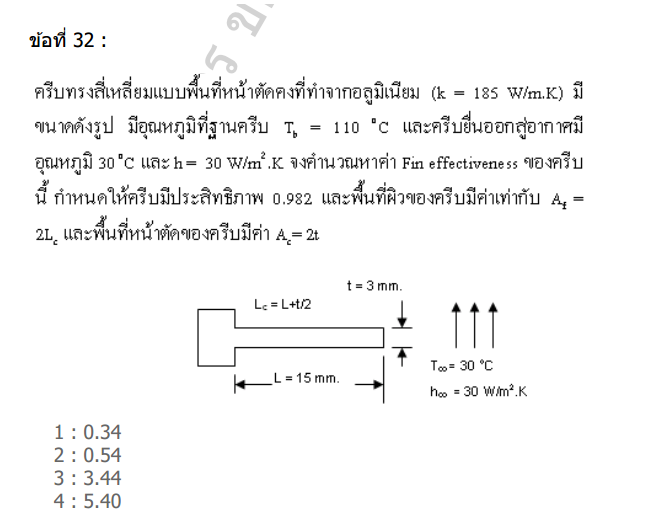 ข้อที่ 32 :
ครีบทรงสี่เหลี่ยมแบบพื้นที่หน้าตัดคงที่ทำจากอลูมิเนียม (k = 185 W/m.K) มี
ขนาดดังรูป มีอุณหภูมิที่ฐานครีบ T_b = 110 °C และครีบยื่นออกสู่อากาศมี
อุณหภูมิ 30 °C และ h = 30 W/m².K จงคำนวณหาค่า Fin effectiveness ของครีบ
นี้ กำหนดให้ครีบมีประสิทธิภาพ 0.982 และพื้นที่ผิวของครีบมีค่าเท่ากับ A_f =
2L_c และพื้นที่หน้าตัดของครีบมีค่า A_c = 2t
t = 3 mm.
L_c = L+t/2
T∞ = 30 °C
L = 15 mm.
h∞ = 30 W/m².K
1 : 0.34
2 : 0.54
3 : 3.44
4 : 5.40